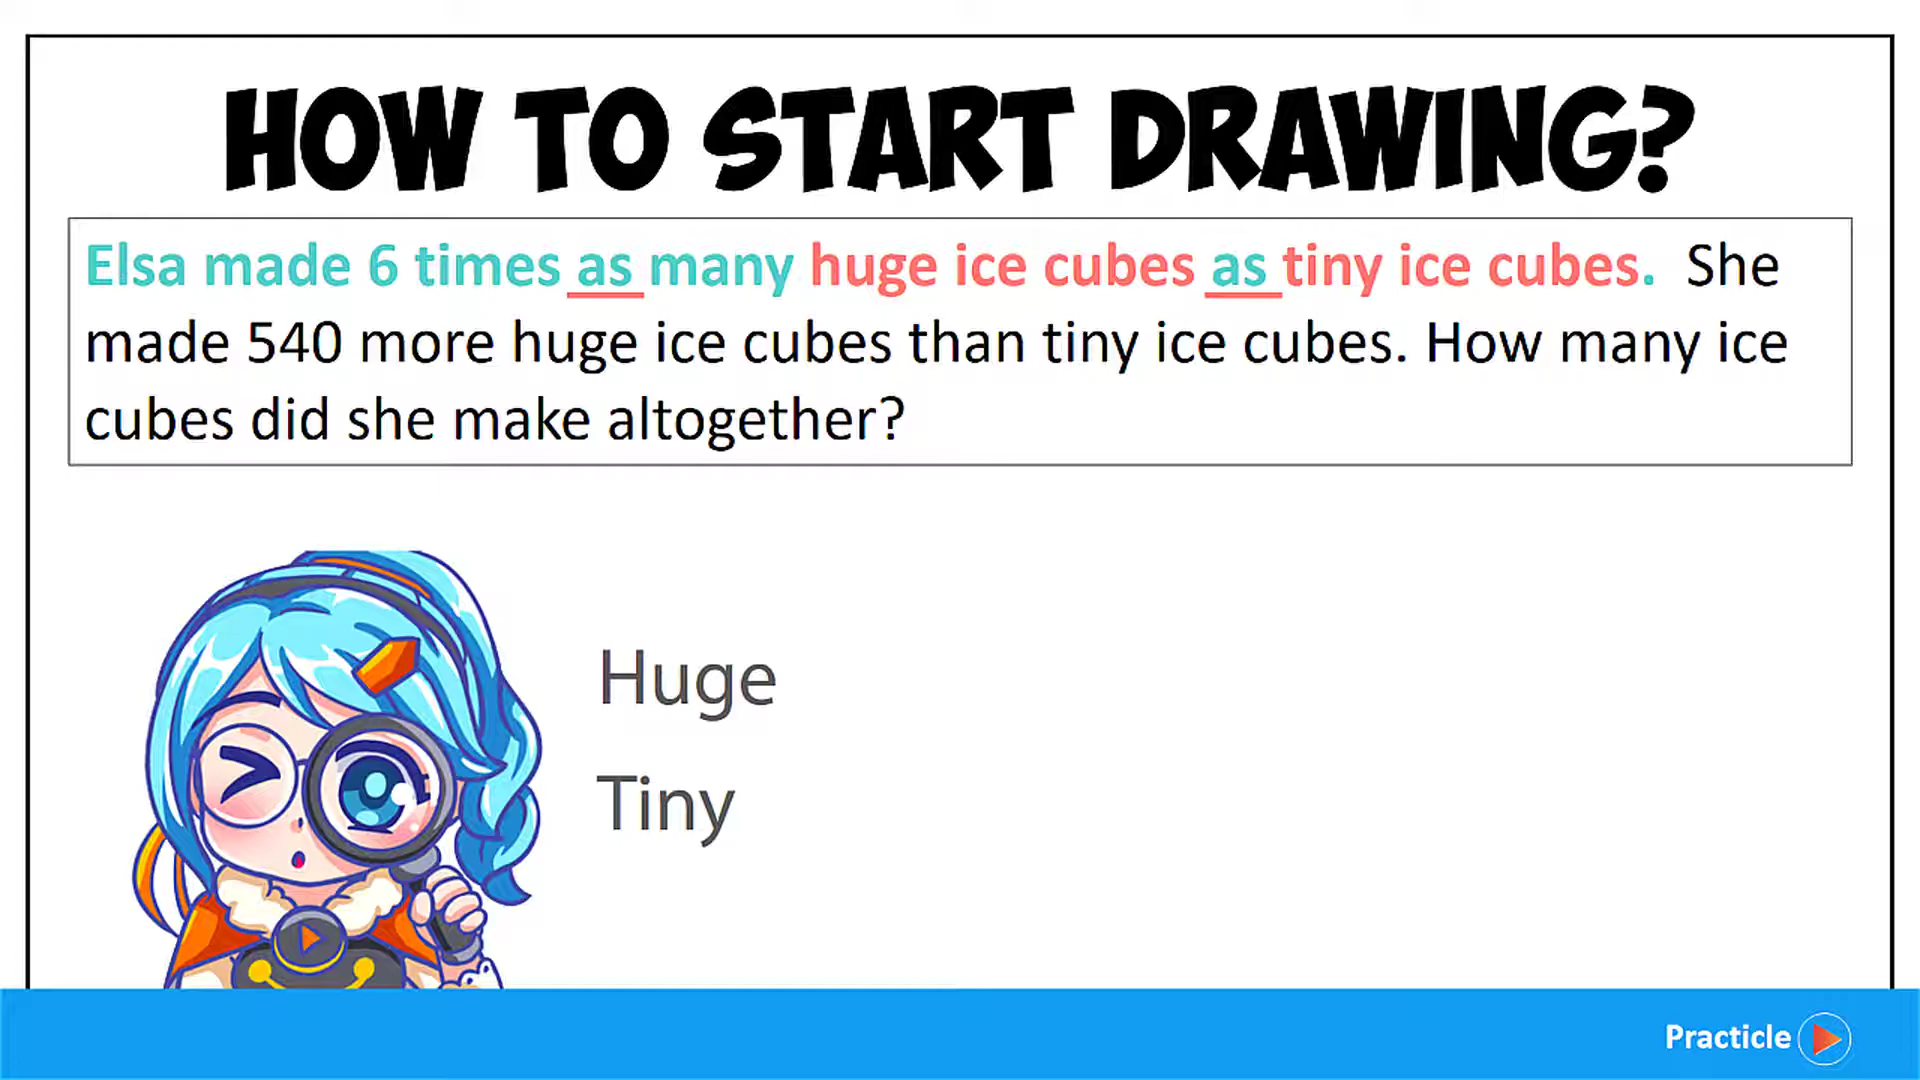 HOW TO START DRAWING?
Elsa made 6 times as many huge ice cubes as tiny ice cubes. She
made 540 more huge ice cubes than tiny ice cubes. How many ice
cubes did she make altogether?
Huge
Tiny
Practicle